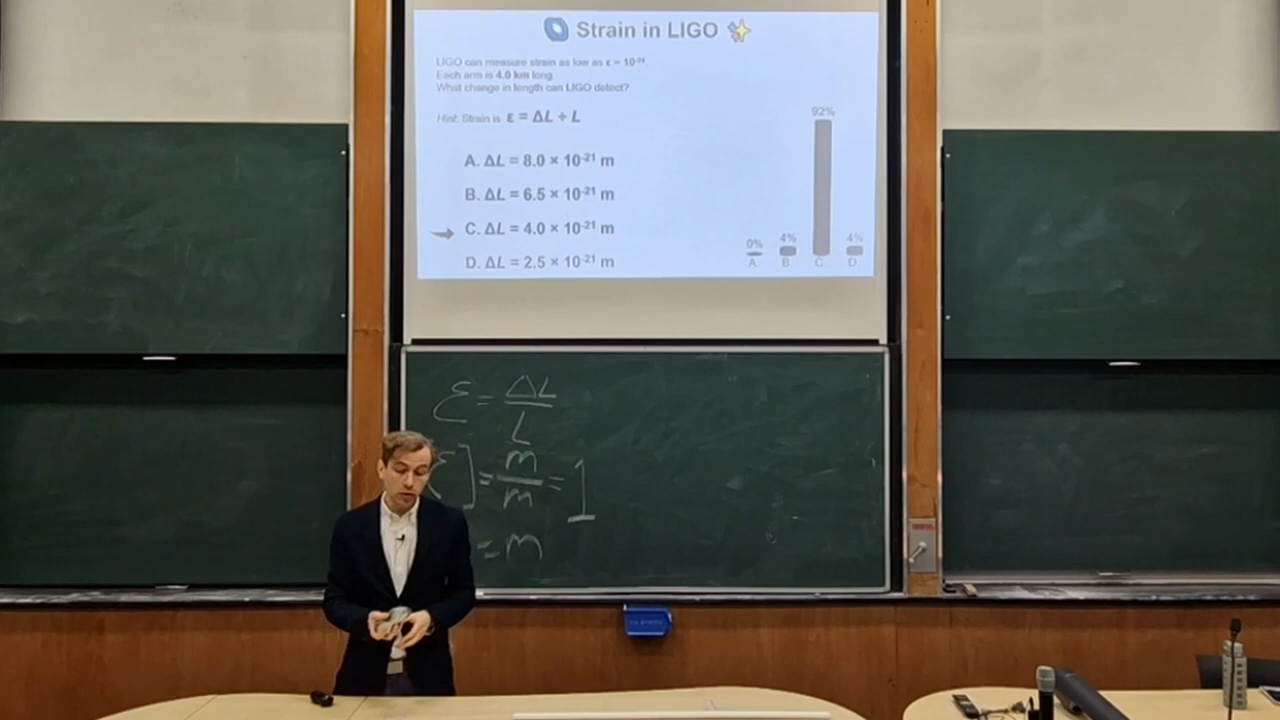 Strain in LIGO
LIGO can measure strain as low as ε = 10⁻²⁴.
Each arm is 4.0 km long.
What change in length can LIGO detect?
Hint: Strain is ε = ΔL ÷ L
A. ΔL = 8.0 × 10⁻²¹ m
B. ΔL = 6.5 × 10⁻²¹ m
C. ΔL = 4.0 × 10⁻²¹ m
D. ΔL = 2.5 × 10⁻²¹ m
0% 4% 92% 4%
A. B. C. D.
ε = ΔL / L
ε] = m / m = 1
= m